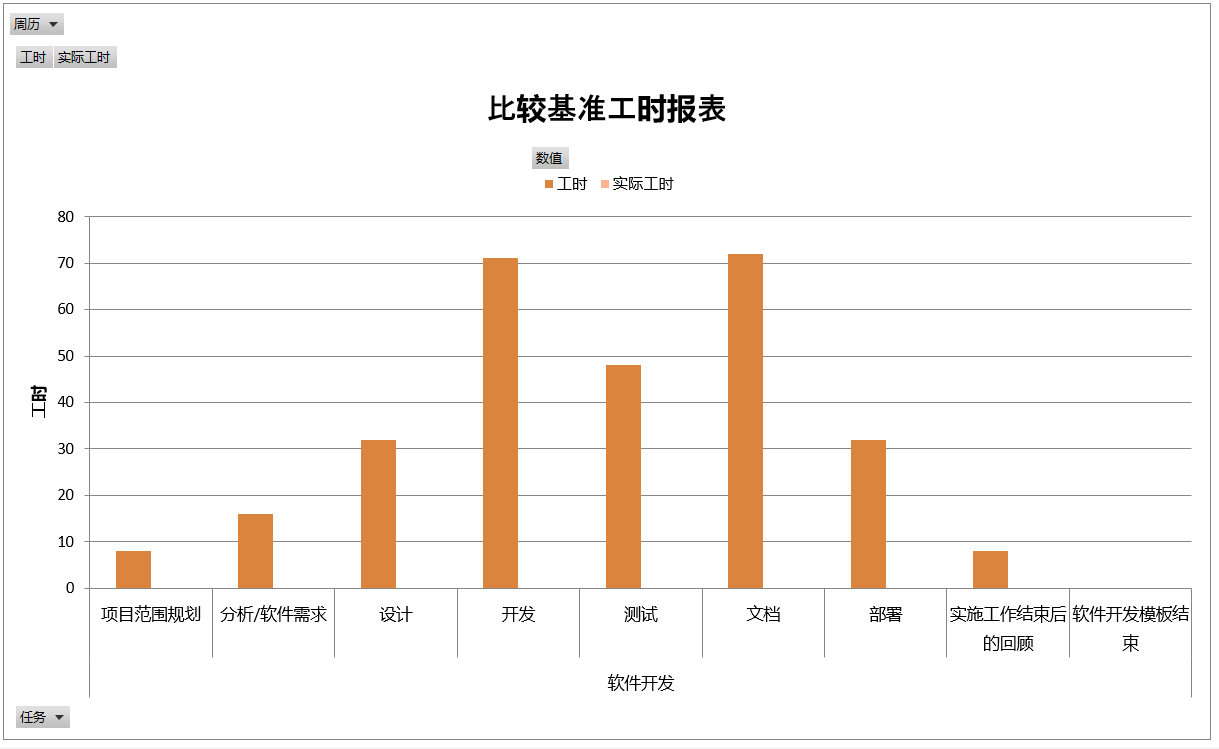 周历
工时 实际工时
比较基准工时报表
数值
工时 实际工时
80
70
60
50
40
30
20
10
0
工时
项目范围规划 分析/软件需求 设计 开发 测试 文档 部署 实施工作结束后 软件开发模板结
的回顾 束
软件开发
任务